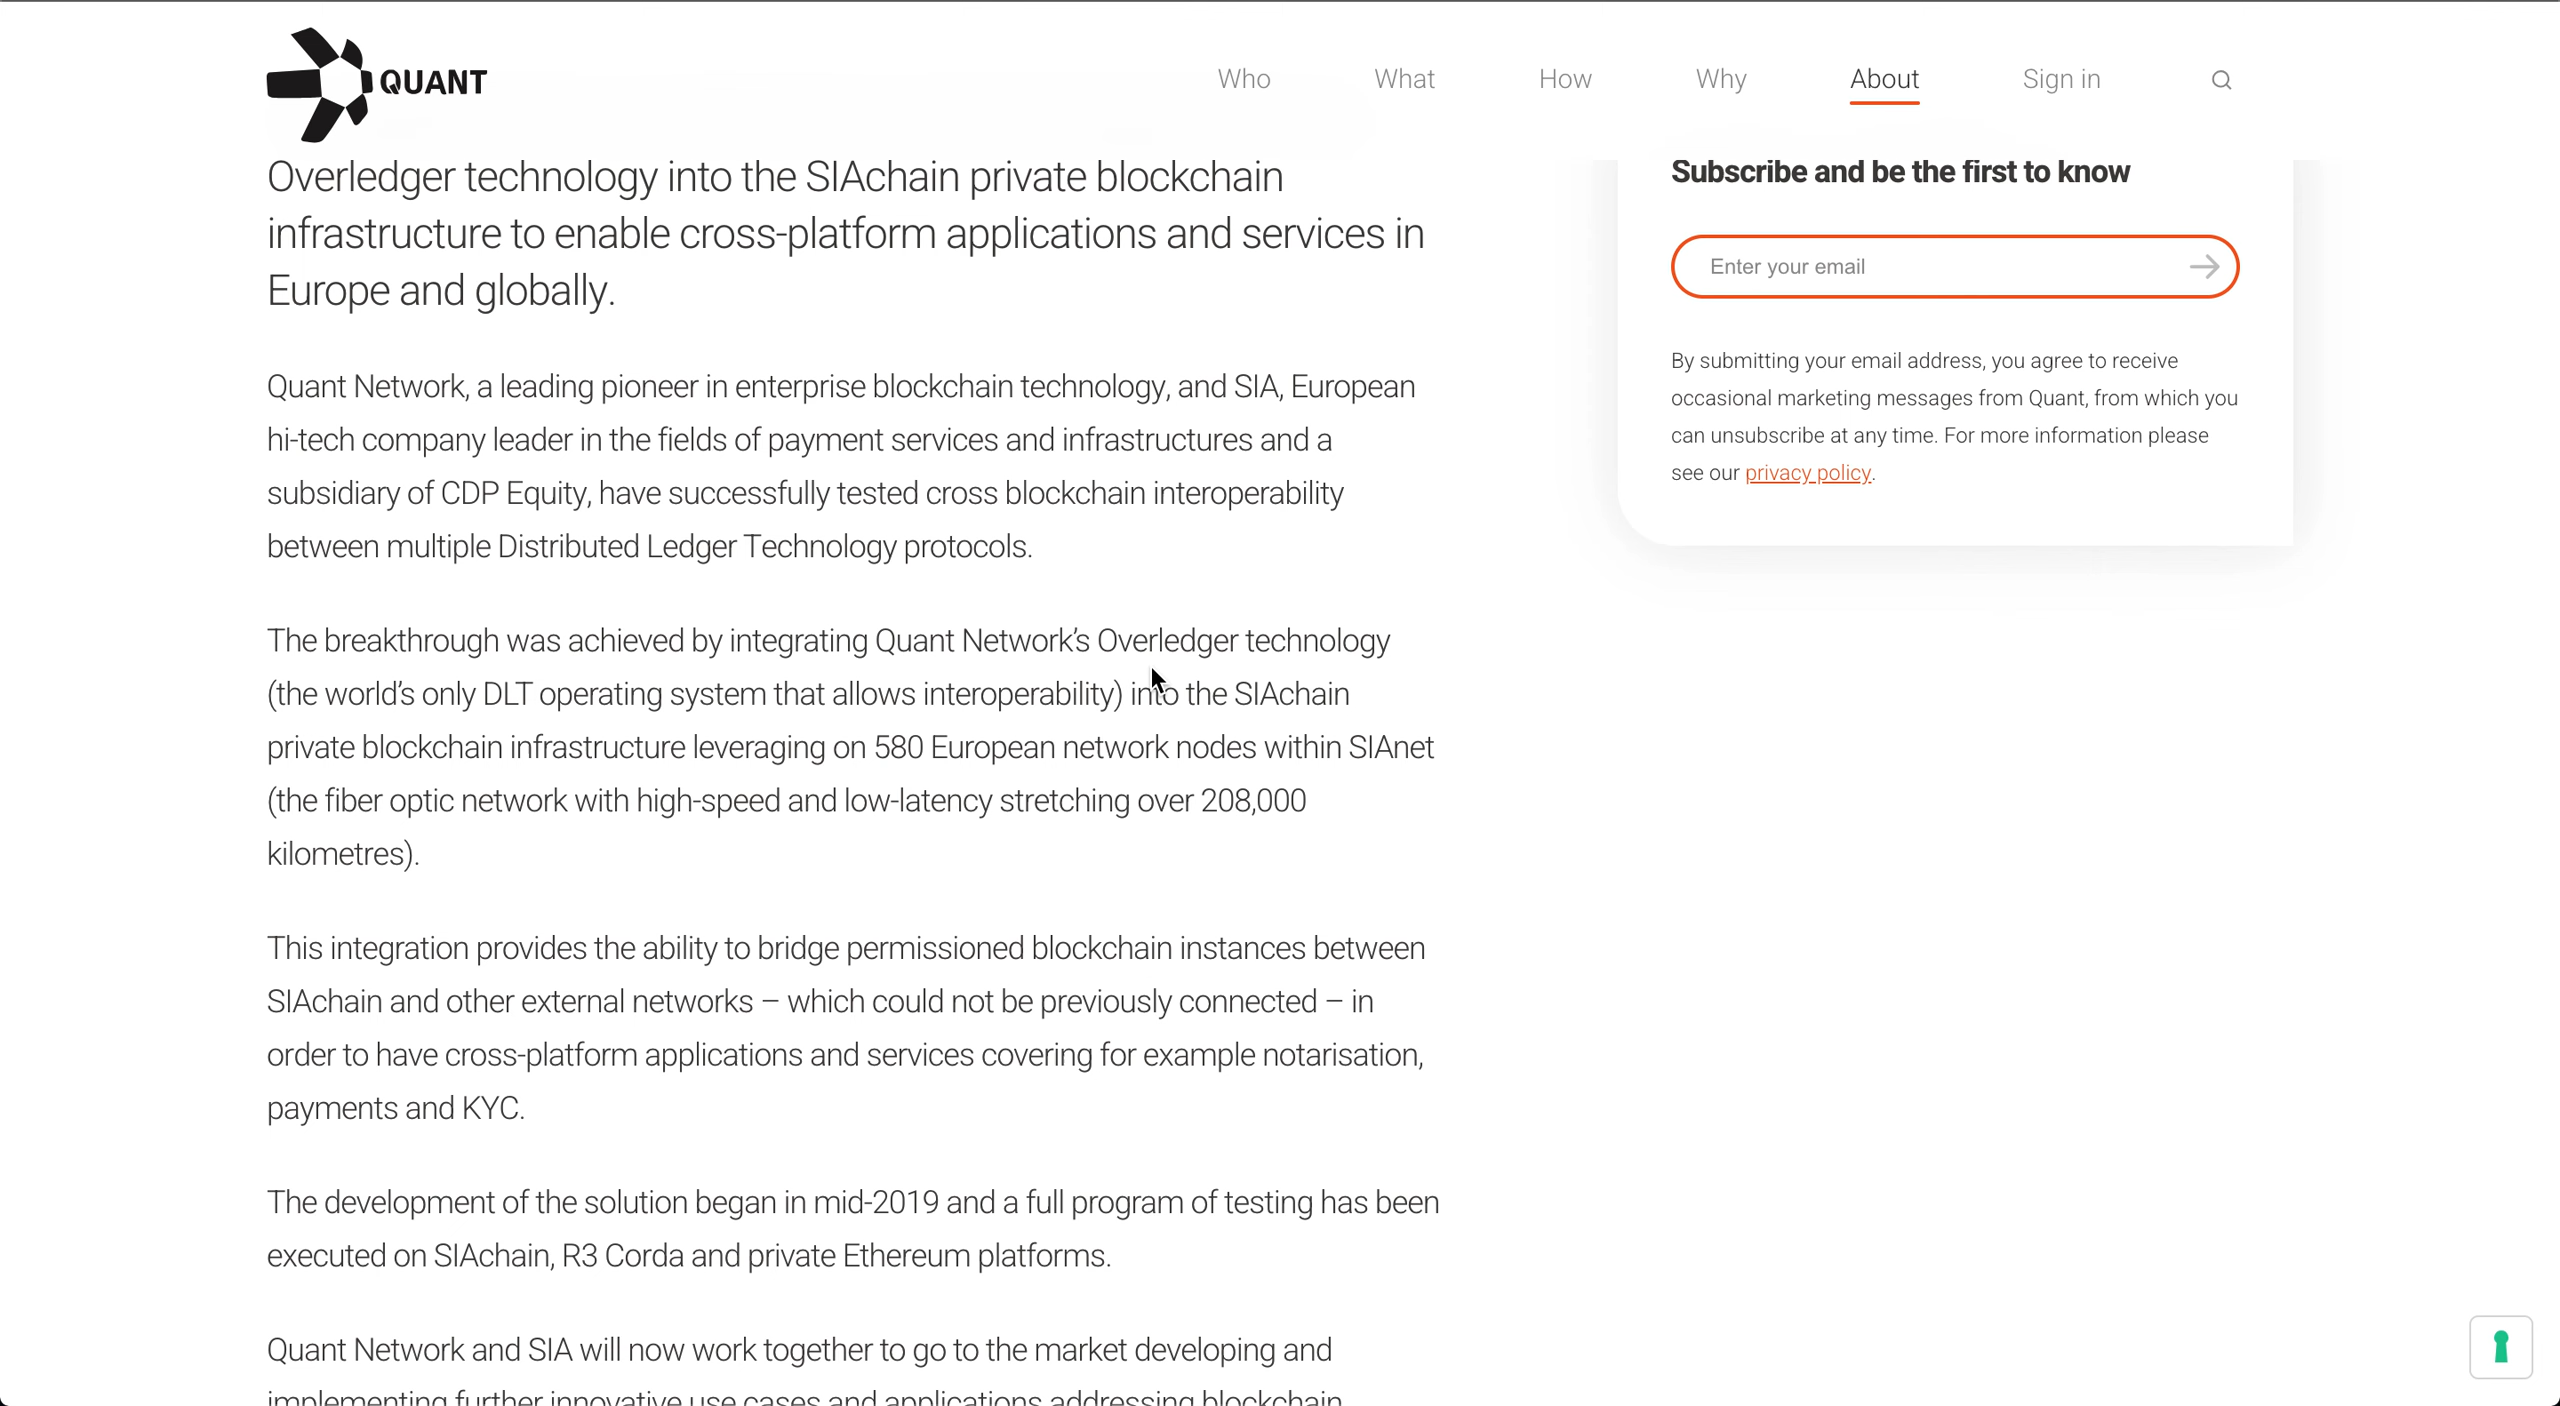 QUANT
Who
What
How
Why
About
Sign in
Overledger technology into the SIAchain private blockchain
infrastructure to enable cross-platform applications and services in
Europe and globally.
Quant Network, a leading pioneer in enterprise blockchain technology, and SIA, European
hi-tech company leader in the fields of payment services and infrastructures and a
subsidiary of CDP Equity, have successfully tested cross blockchain interoperability
between multiple Distributed Ledger Technology protocols.
The breakthrough was achieved by integrating Quant Network’s Overledger technology
(the world’s only DLT operating system that allows interoperability) into the SIAchain
private blockchain infrastructure leveraging on 580 European network nodes within SIAnet
(the fiber optic network with high-speed and low-latency stretching over 208,000
kilometres).
This integration provides the ability to bridge permissioned blockchain instances between
SIAchain and other external networks – which could not be previously connected – in
order to have cross-platform applications and services covering for example notarisation,
payments and KYC.
The development of the solution began in mid-2019 and a full program of testing has been
executed on SIAchain, R3 Corda and private Ethereum platforms.
Quant Network and SIA will now work together to go to the market developing and
implementing further innovative use cases and applications addressing blockchain
Subscribe and be the first to know
Enter your email
By submitting your email address, you agree to receive
occasional marketing messages from Quant, from which you
can unsubscribe at any time. For more information please
see our privacy policy.